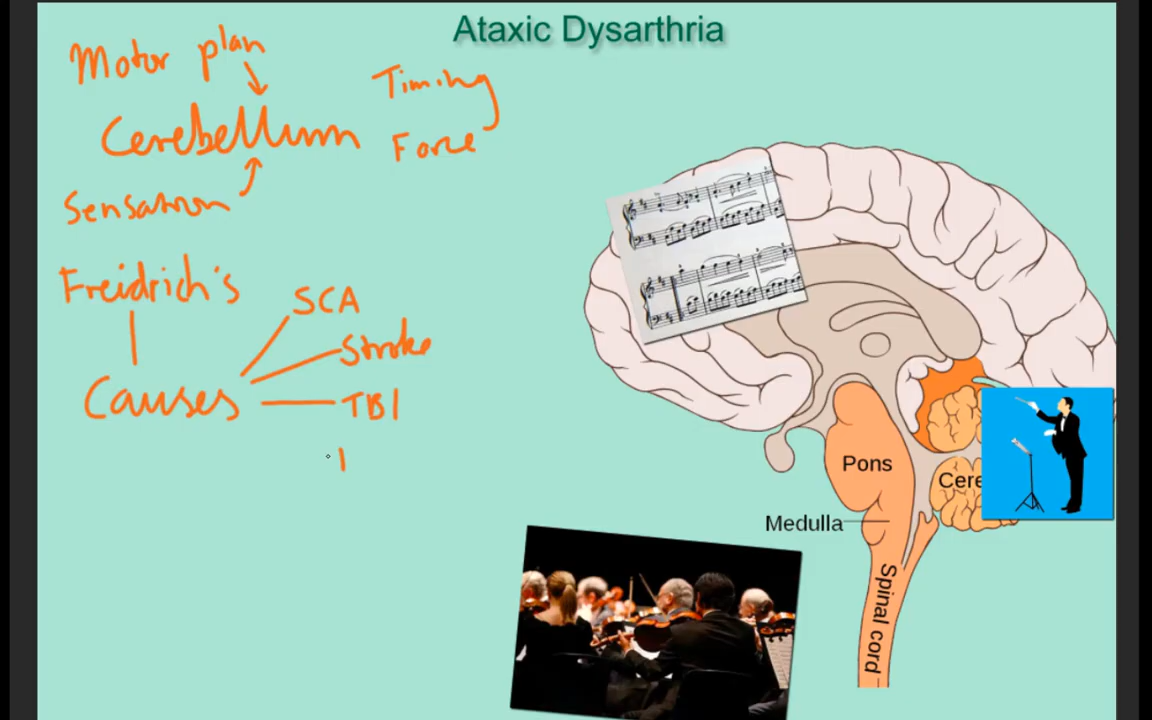 Ataxic Dysarthria
Motor plan
Timing
Cerebellum
Force
Sensation
Freidrich's
SCA
Stroke
Causes
TBI
I
Pons
Cere
Medulla
Spinal cord